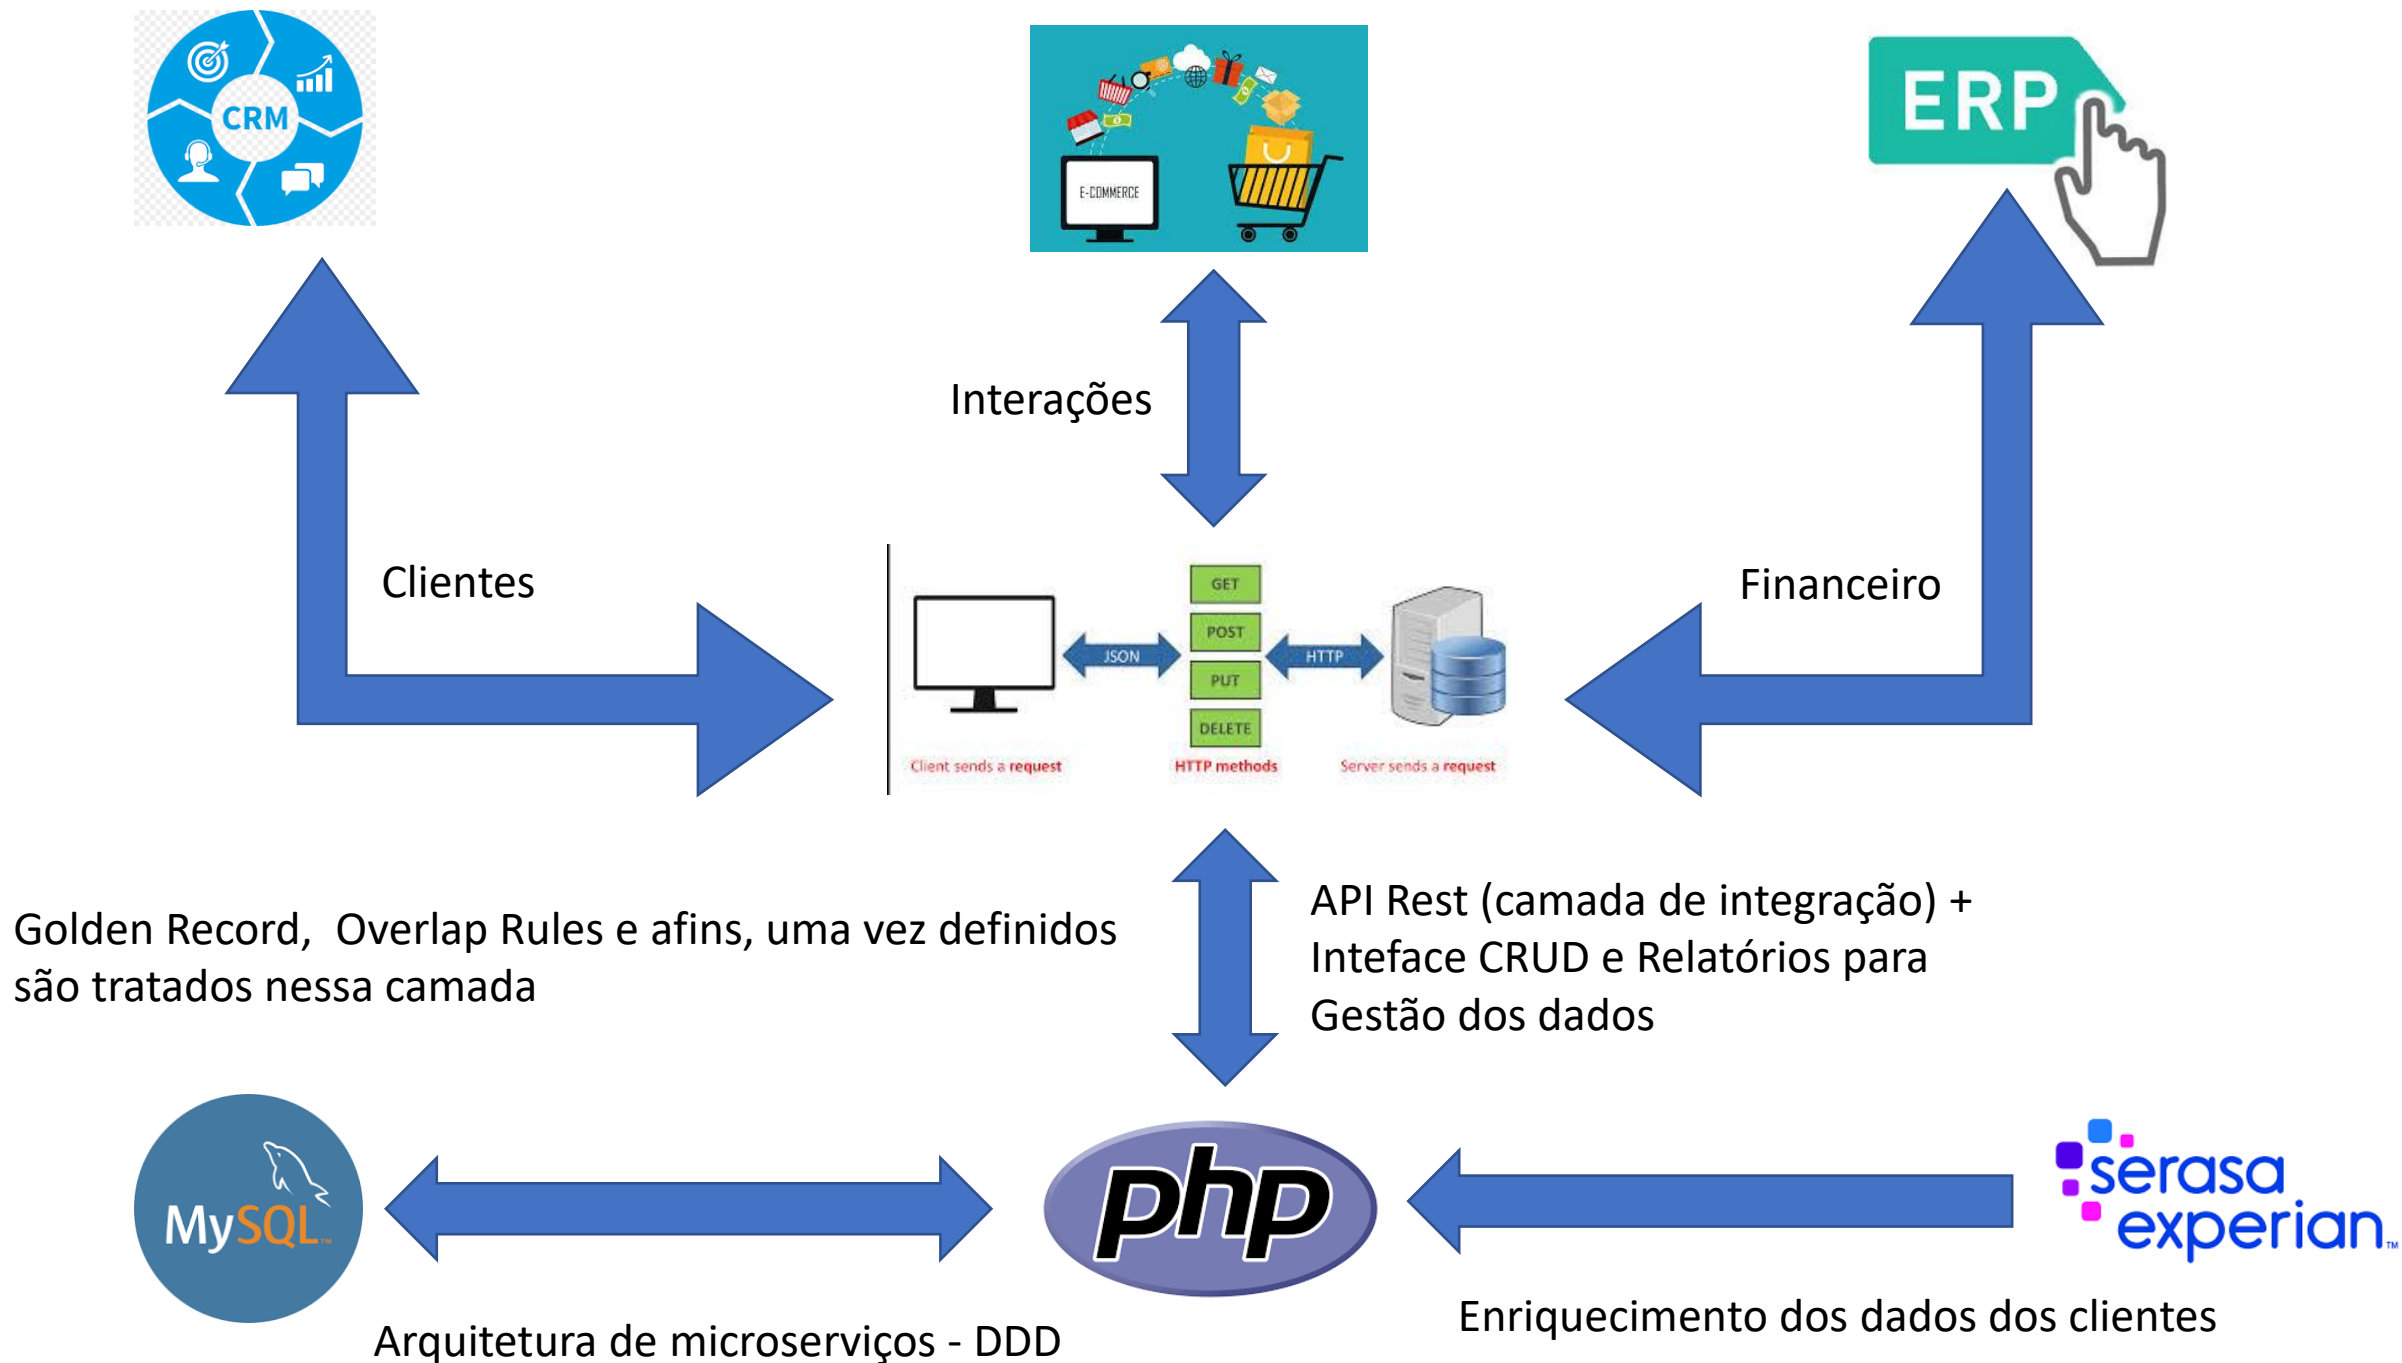 CRM
E-COMMERCE
ERP
Interações
Clientes
Financeiro
GET
POST
PUT
DELETE
JSON
HTTP
Client sends a request
HTTP methods
Server sends a request
Golden Record,  Overlap Rules e afins, uma vez definidos
são tratados nessa camada
API Rest (camada de integração) +
Inteface CRUD e Relatórios para
Gestão dos dados
MySQL™
php
serasa
experian™
Arquitetura de microserviços - DDD
Enriquecimento dos dados dos clientes